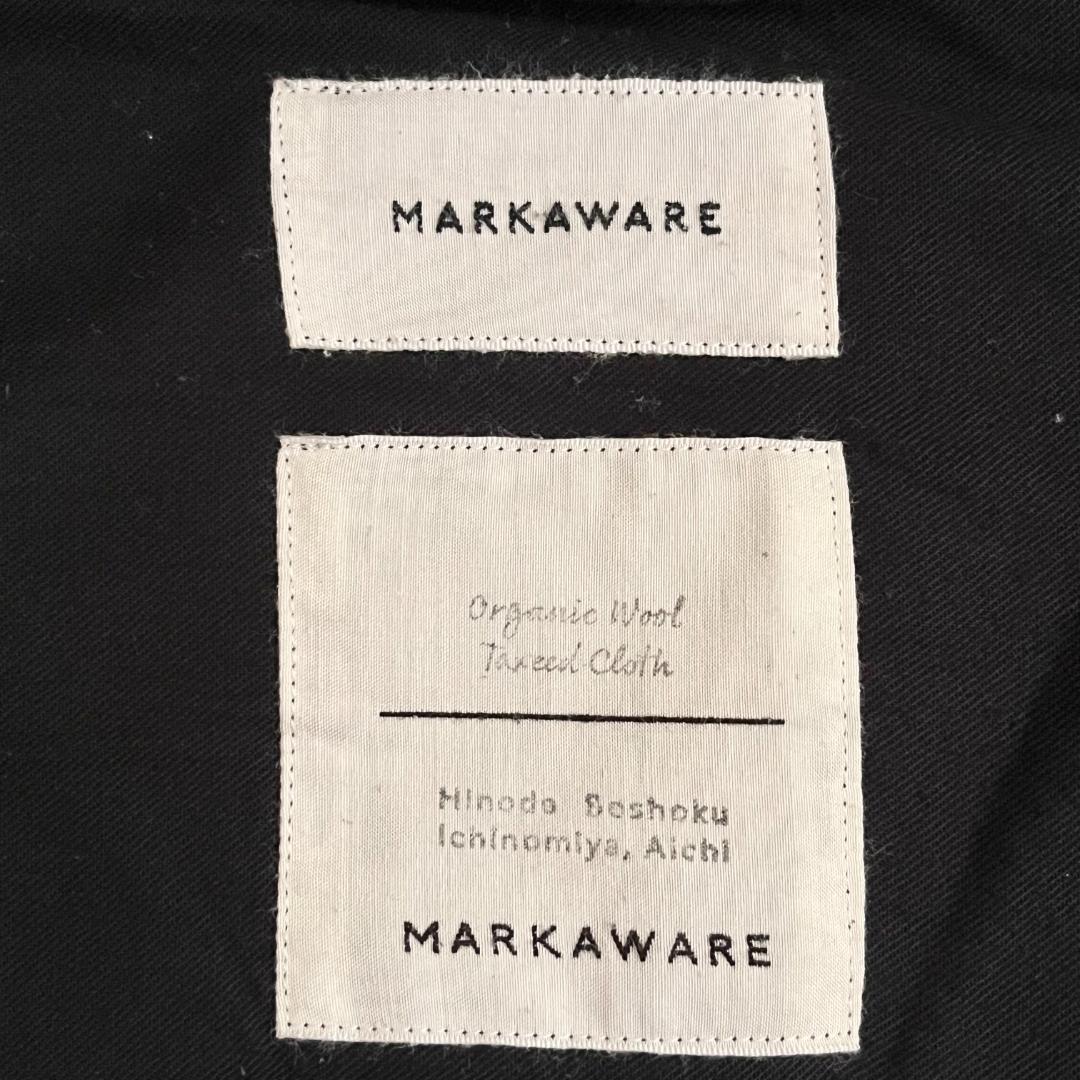 MARKAWARE
Organic Wool
Tweed Cloth
Hinode Seshoku
Ichinomiya, Aichi
MARKAWARE